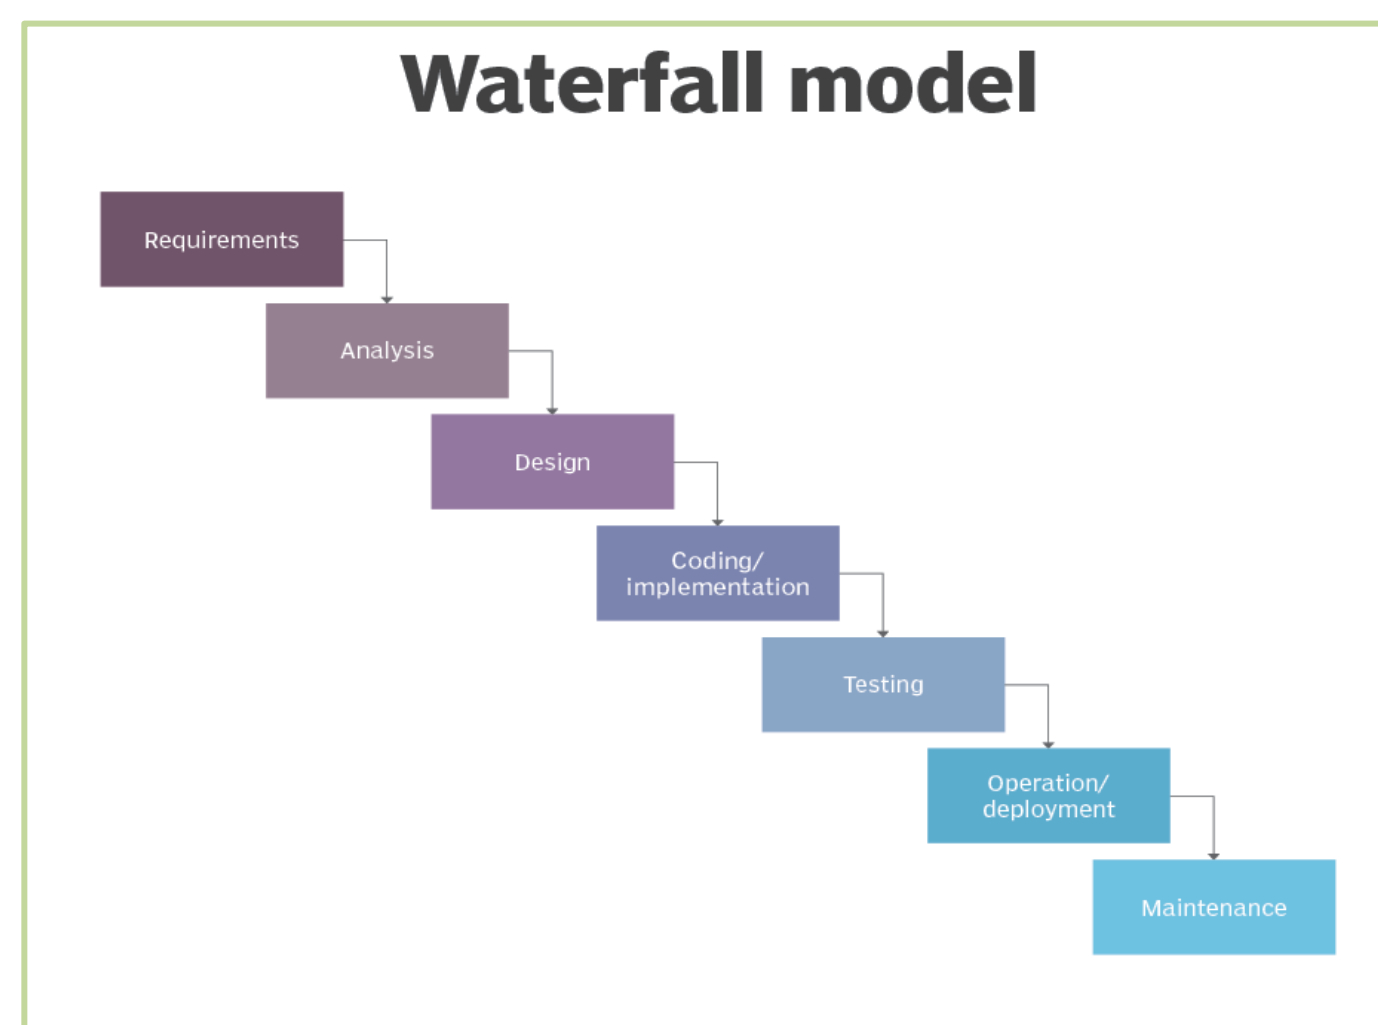 Waterfall model
Requirements
Analysis
Design
Coding/
implementation
Testing
Operation/
deployment
Maintenance